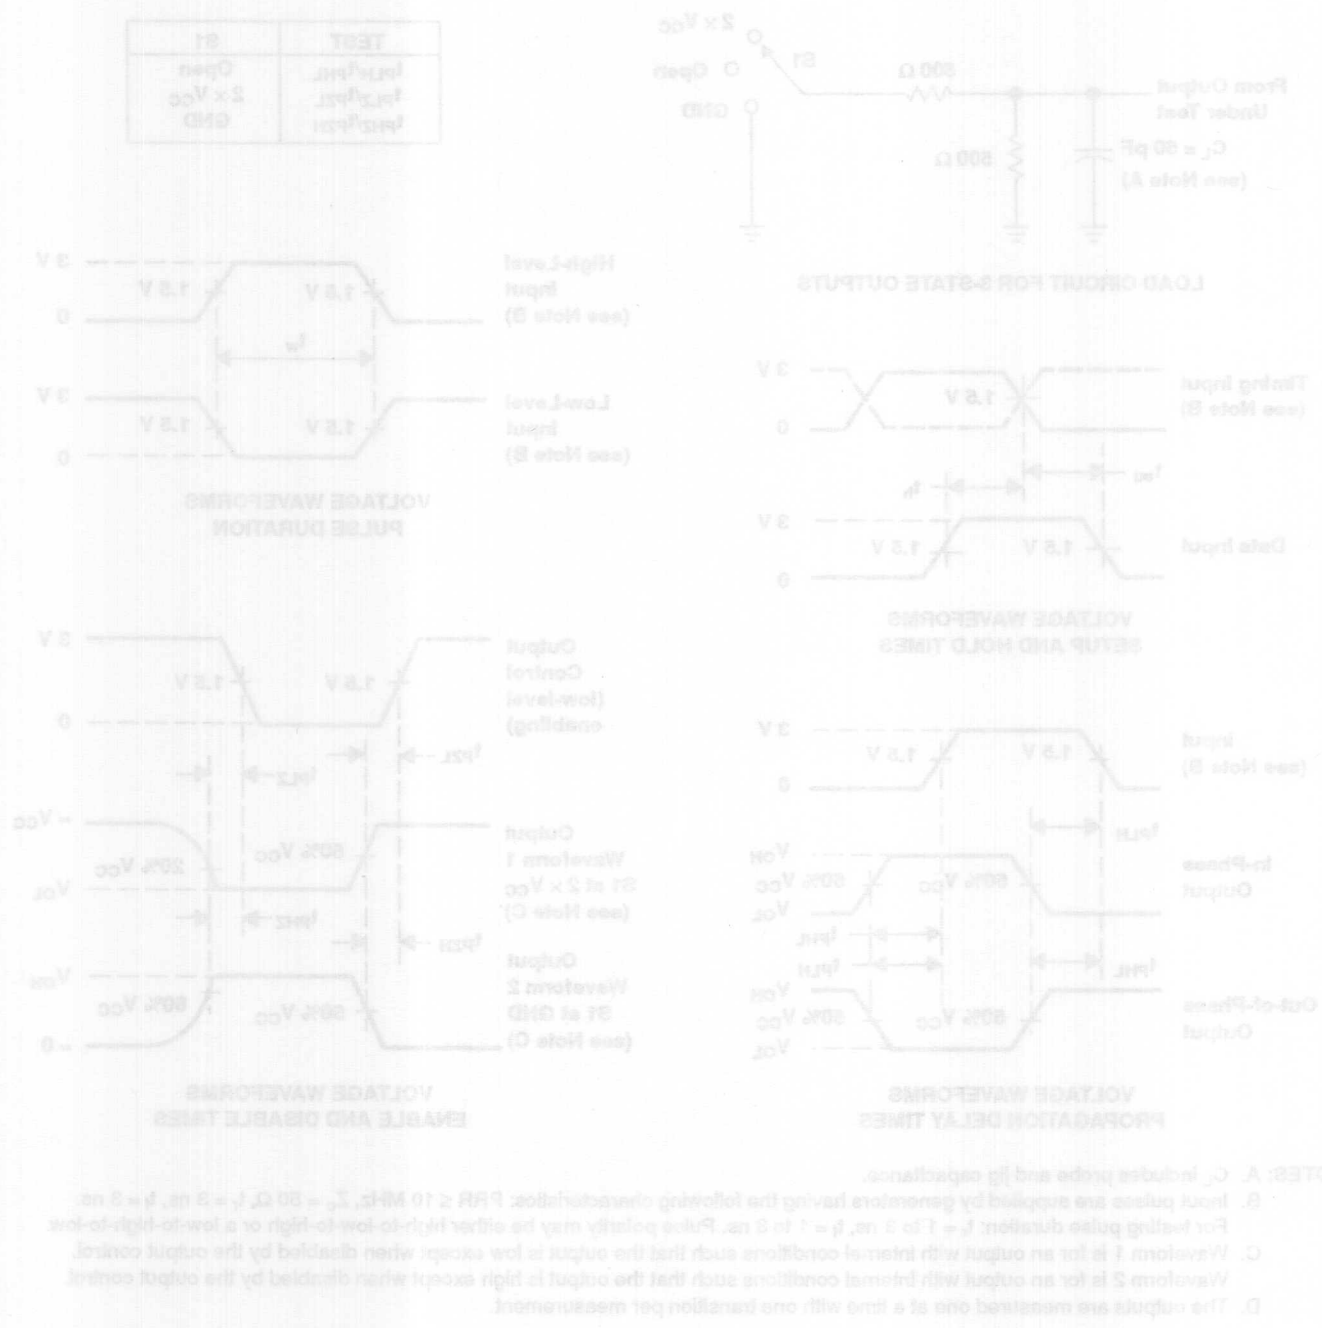 From Output
Under Test
CL = 50 pF
(see Note A)
500 Ω
500 Ω
S1
2 × VCC
Open
GND
LOAD CIRCUIT FOR 3-STATE OUTPUTS
TEST S1
tPLH/tPHL Open
tPLZ/tPZL 2 × VCC
tPHZ/tPZH GND
High-Level
Input
(see Note B)
3 V
1.5 V 1.5 V
0
tw
Low-Level
Input
(see Note B)
3 V
1.5 V 1.5 V
0
VOLTAGE WAVEFORMS
PULSE DURATION
Timing Input
(see Note B)
3 V
1.5 V
0
tsu
th
Data Input
3 V
1.5 V 1.5 V
0
VOLTAGE WAVEFORMS
SETUP AND HOLD TIMES
Output
Control
(low-level
enabling)
3 V
1.5 V 1.5 V
0
tPZL
tPLZ
Output
Waveform 1
S1 at 2 × VCC
(see Note C)
≈ VCC
50% VCC
20% VCC
VOL
tPHZ
tPZH
Output
Waveform 2
S1 at GND
(see Note C)
VOH
50% VCC
80% VCC
≈ 0
VOLTAGE WAVEFORMS
ENABLE AND DISABLE TIMES
Input
(see Note B)
3 V
1.5 V 1.5 V
0
tPLH
In-Phase
Output
VOH
50% VCC 50% VCC
VOL
tPHL
tPHL
tPLH
Out-of-Phase
Output
VOH
50% VCC 50% VCC
VOL
VOLTAGE WAVEFORMS
PROPAGATION DELAY TIMES
OTES: A. CL includes probe and jig capacitance.
B. Input pulses are supplied by generators having the following characteristics: PRR ≤ 10 MHz, Zo = 50 Ω, tr = 3 ns, tf = 3 ns.
For testing pulse duration: tr = 1 to 3 ns, tf = 1 to 3 ns. Pulse polarity may be either high-to-low-to-high or a low-to-high-to-low.
C. Waveform 1 is for an output with internal conditions such that the output is low except when disabled by the output control.
Waveform 2 is for an output with internal conditions such that the output is high except when disabled by the output control.
D. The outputs are measured one at a time with one transition per measurement.